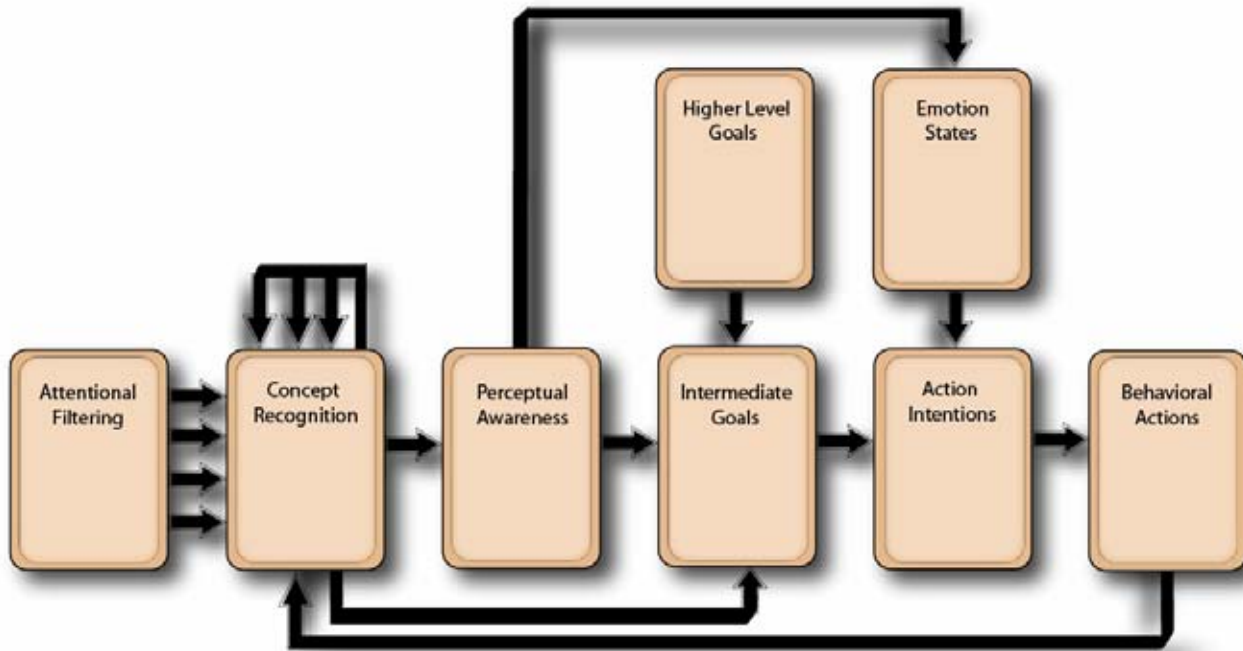 Higher Level
Goals
Emotion
States
Attentional
Filtering
Concept
Recognition
Perceptual
Awareness
Intermediate
Goals
Action
Intentions
Behavioral
Actions